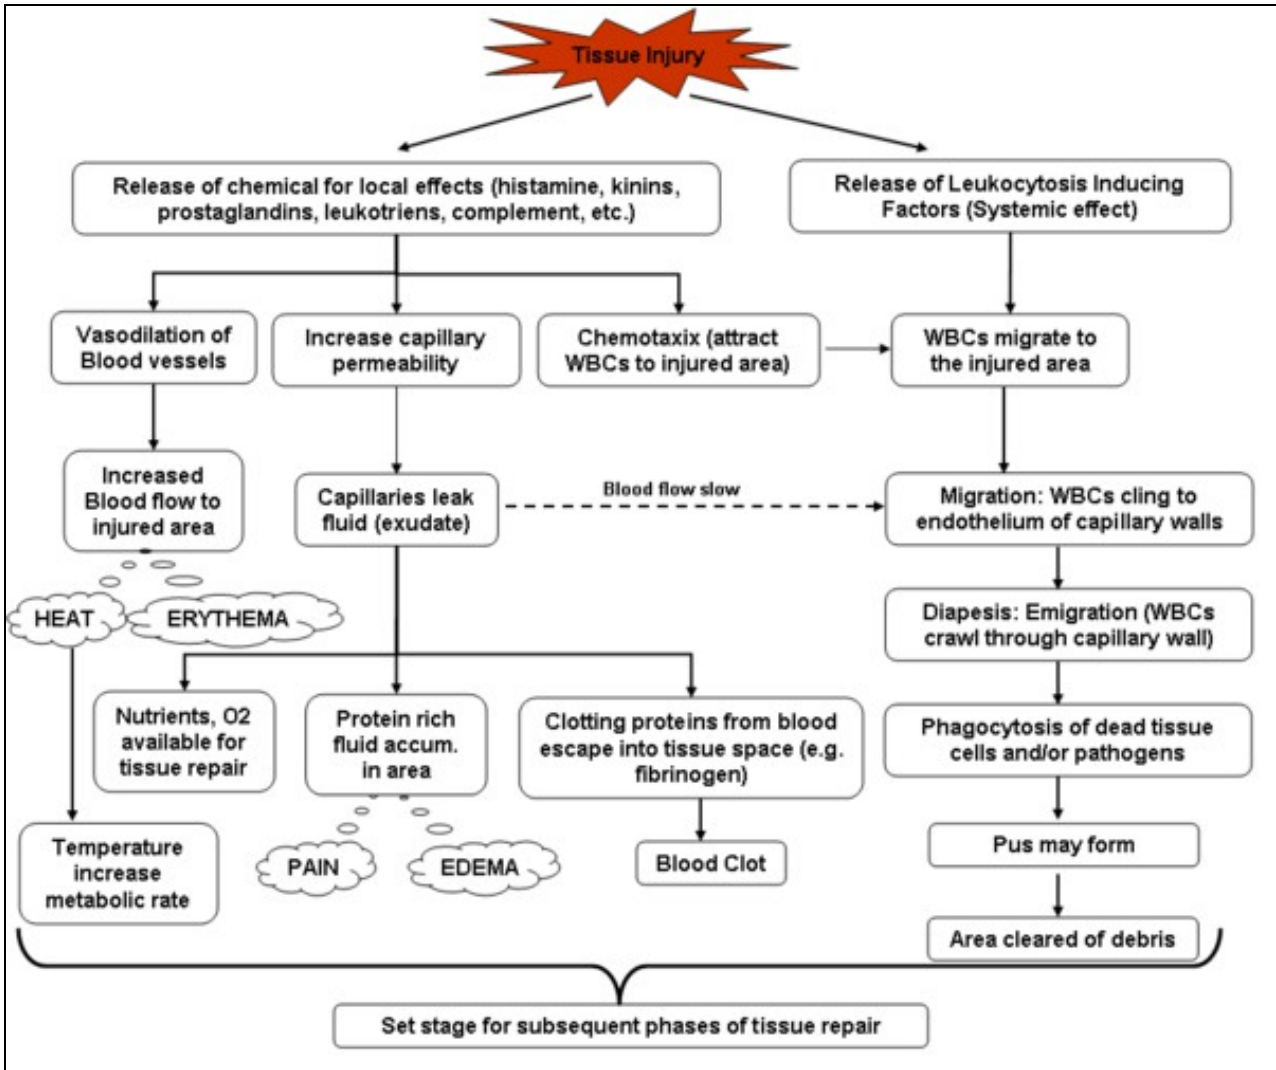 Tissue Injury
Release of chemical for local effects (histamine, kinins,
prostaglandins, leukotriens, complement, etc.)
Release of Leukocytosis Inducing
Factors (Systemic effect)
Vasodilation of
Blood vessels
Increase capillary
permeability
Chemotaxix (attract
WBCs to injured area)
WBCs migrate to
the injured area
Increased
Blood flow to
injured area
Capillaries leak
fluid (exudate)
Blood flow slow
Migration: WBCs cling to
endothelium of capillary walls
HEAT
ERYTHEMA
Diapesis: Emigration (WBCs
crawl through capillary wall)
Nutrients, O2
available for
tissue repair
Protein rich
fluid accum.
in area
Clotting proteins from blood
escape into tissue space (e.g.
fibrinogen)
Phagocytosis of dead tissue
cells and/or pathogens
Temperature
increase
metabolic rate
PAIN
EDEMA
Blood Clot
Pus may form
Area cleared of debris
Set stage for subsequent phases of tissue repair